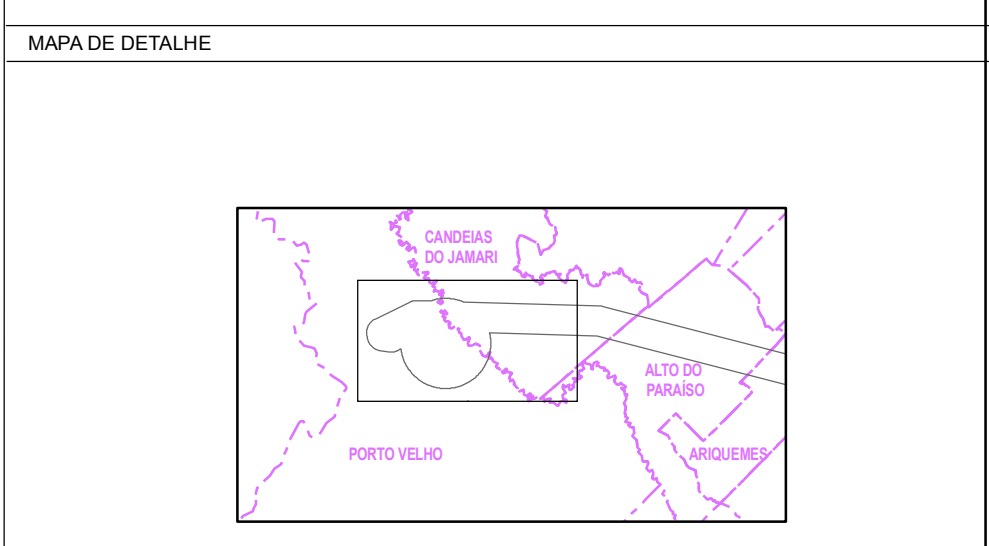 MAPA DE DETALHE
CANDEIAS
DO JAMARI
ALTO DO
PARAÍSO
PORTO VELHO
ARIQUEMES